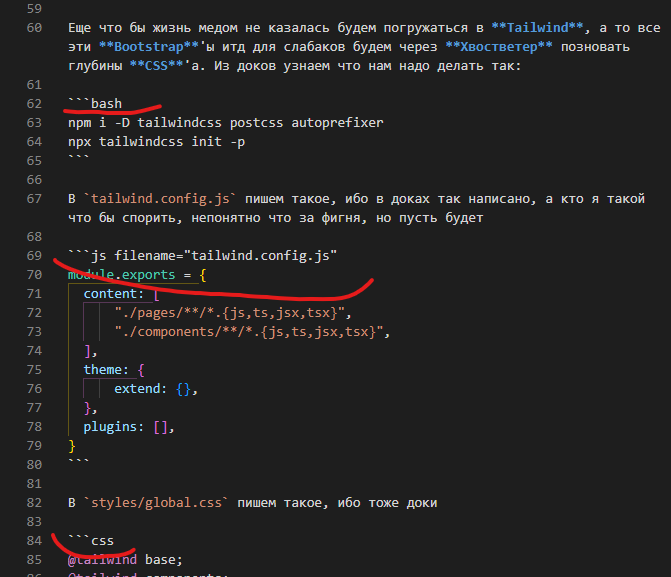 59
60 Еще что бы жизнь медом не казалась будем погружаться в **Tailwind**, а то все
эти **Bootstrap**'ы итд для слабаков будем через **Хвостветер** позновать
глубины **CSS**'а. Из доков узнаем что нам надо делать так:
61
62 ```bash
63 npm i -D tailwindcss postcss autoprefixer
64 npx tailwindcss init -p
65 ```
66
67 В `tailwind.config.js` пишем такое, ибо в доках так написано, а кто я такой
что бы спорить, непонятно что за фигня, но пусть будет
68
69 ```js filename="tailwind.config.js"
70 module.exports = {
71 content: [
72 "./pages/**/*.{js,ts,jsx,tsx}",
73 "./components/**/*.{js,ts,jsx,tsx}",
74 ],
75 theme: {
76 extend: {},
77 },
78 plugins: [],
79 }
80 ```
81
82 В `styles/global.css` пишем такое, ибо тоже доки
83
84 ```css
85 @tailwind base;
86 @tailwind components;